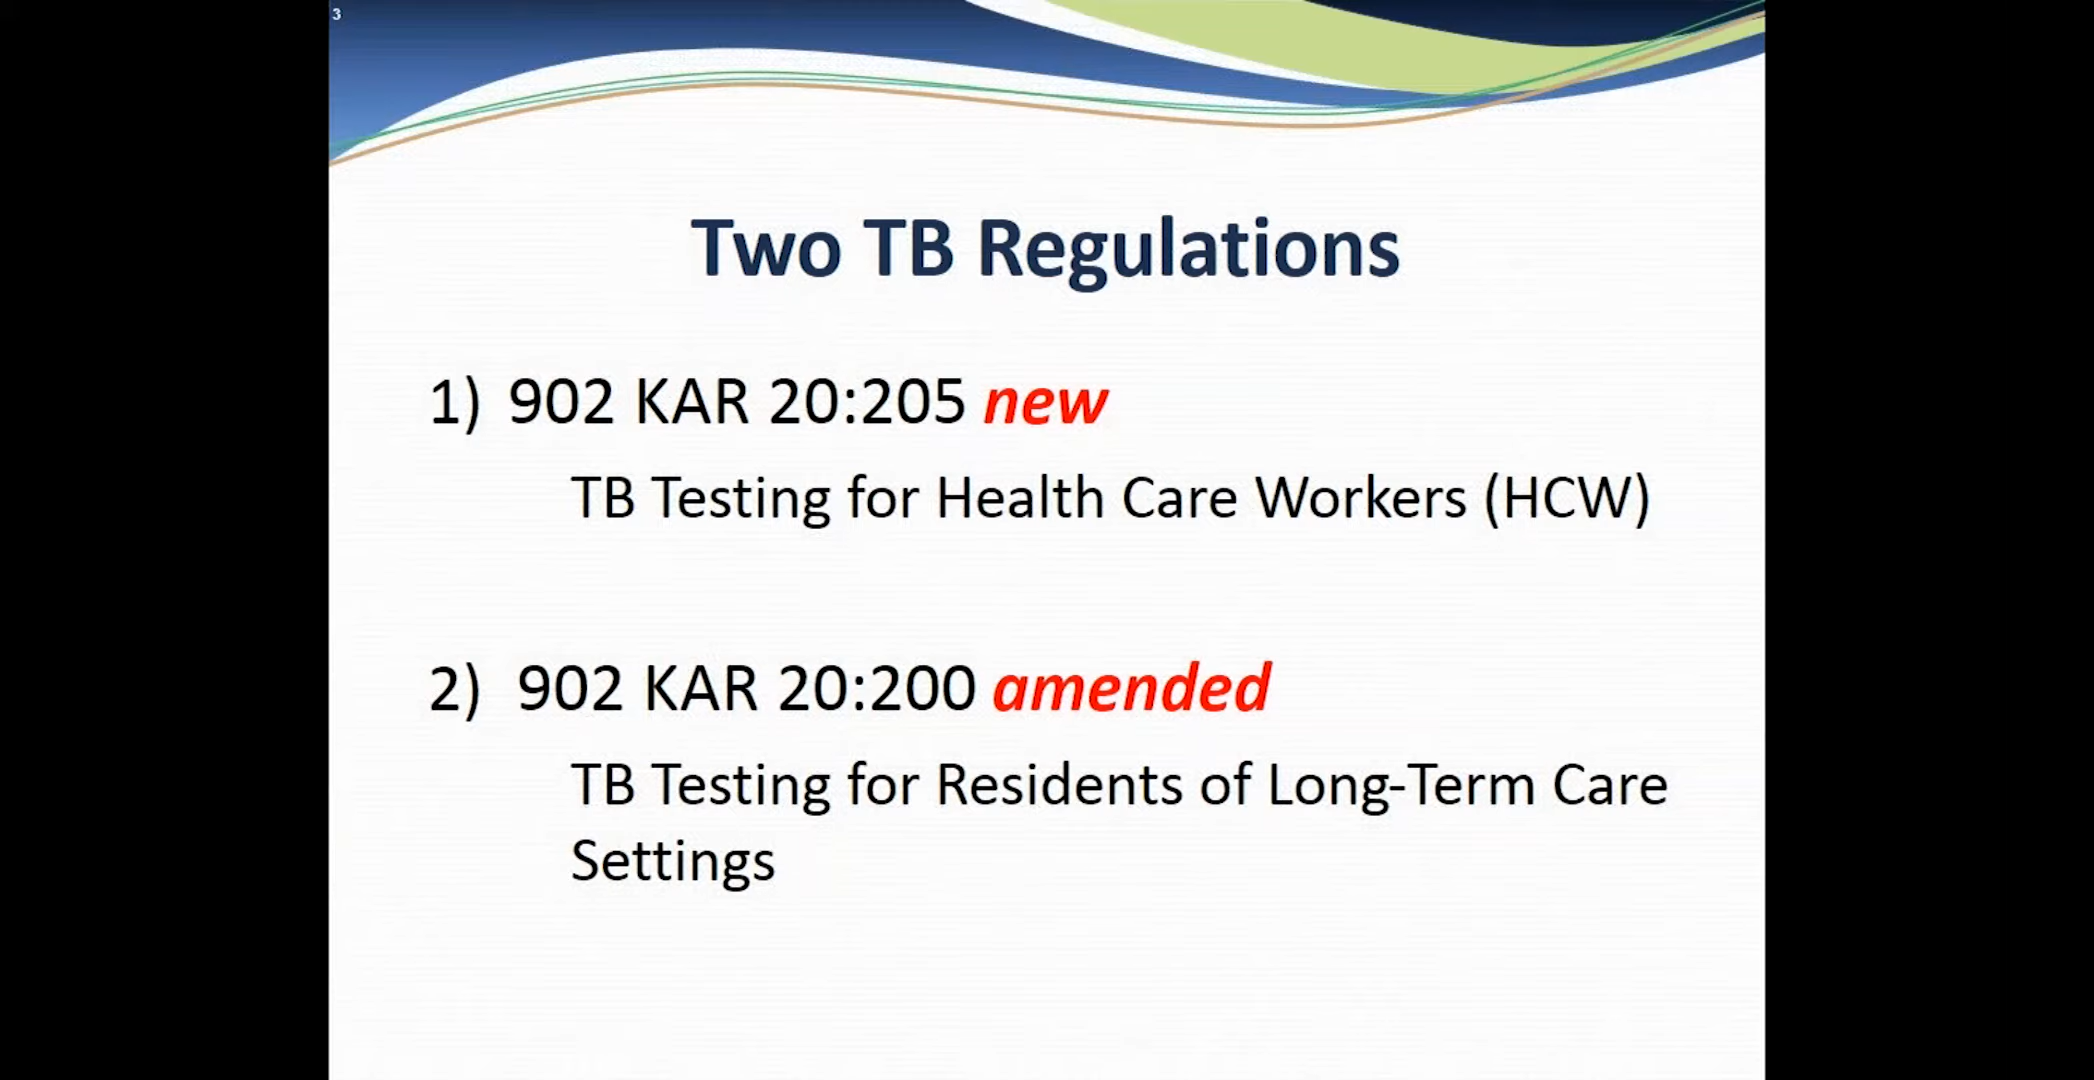 3
Two TB Regulations
1) 902 KAR 20:205 new
TB Testing for Health Care Workers (HCW)
2) 902 KAR 20:200 amended
TB Testing for Residents of Long-Term Care
Settings